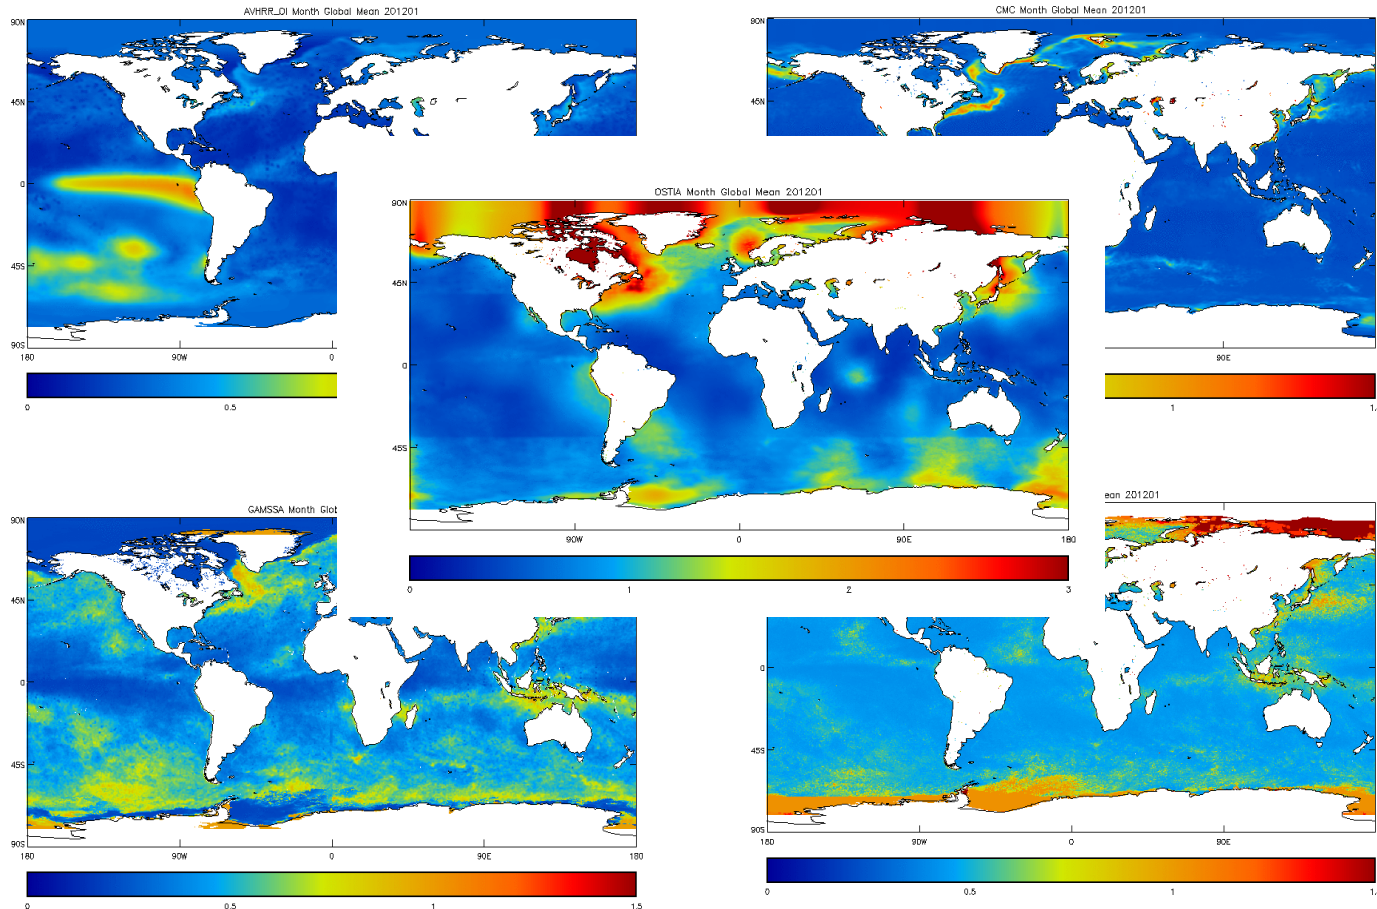 AVHRR_OI Month Global Mean 201201
90N
45N
0
45S
90S
180
90W
0
0
0.5
CMC Month Global Mean 201201
90N
45N
90E
1
OSTIA Month Global Mean 201201
90N
45N
0
45S
90W
0
90E
180
0
1
2
3
GAMSSA Month Glob
90N
45N
0
45S
90S
180
90W
0
90E
180
0
0.5
1
1.5
ean 201201
0
45S
90S
180
90W
0
90E
0
0.5
1